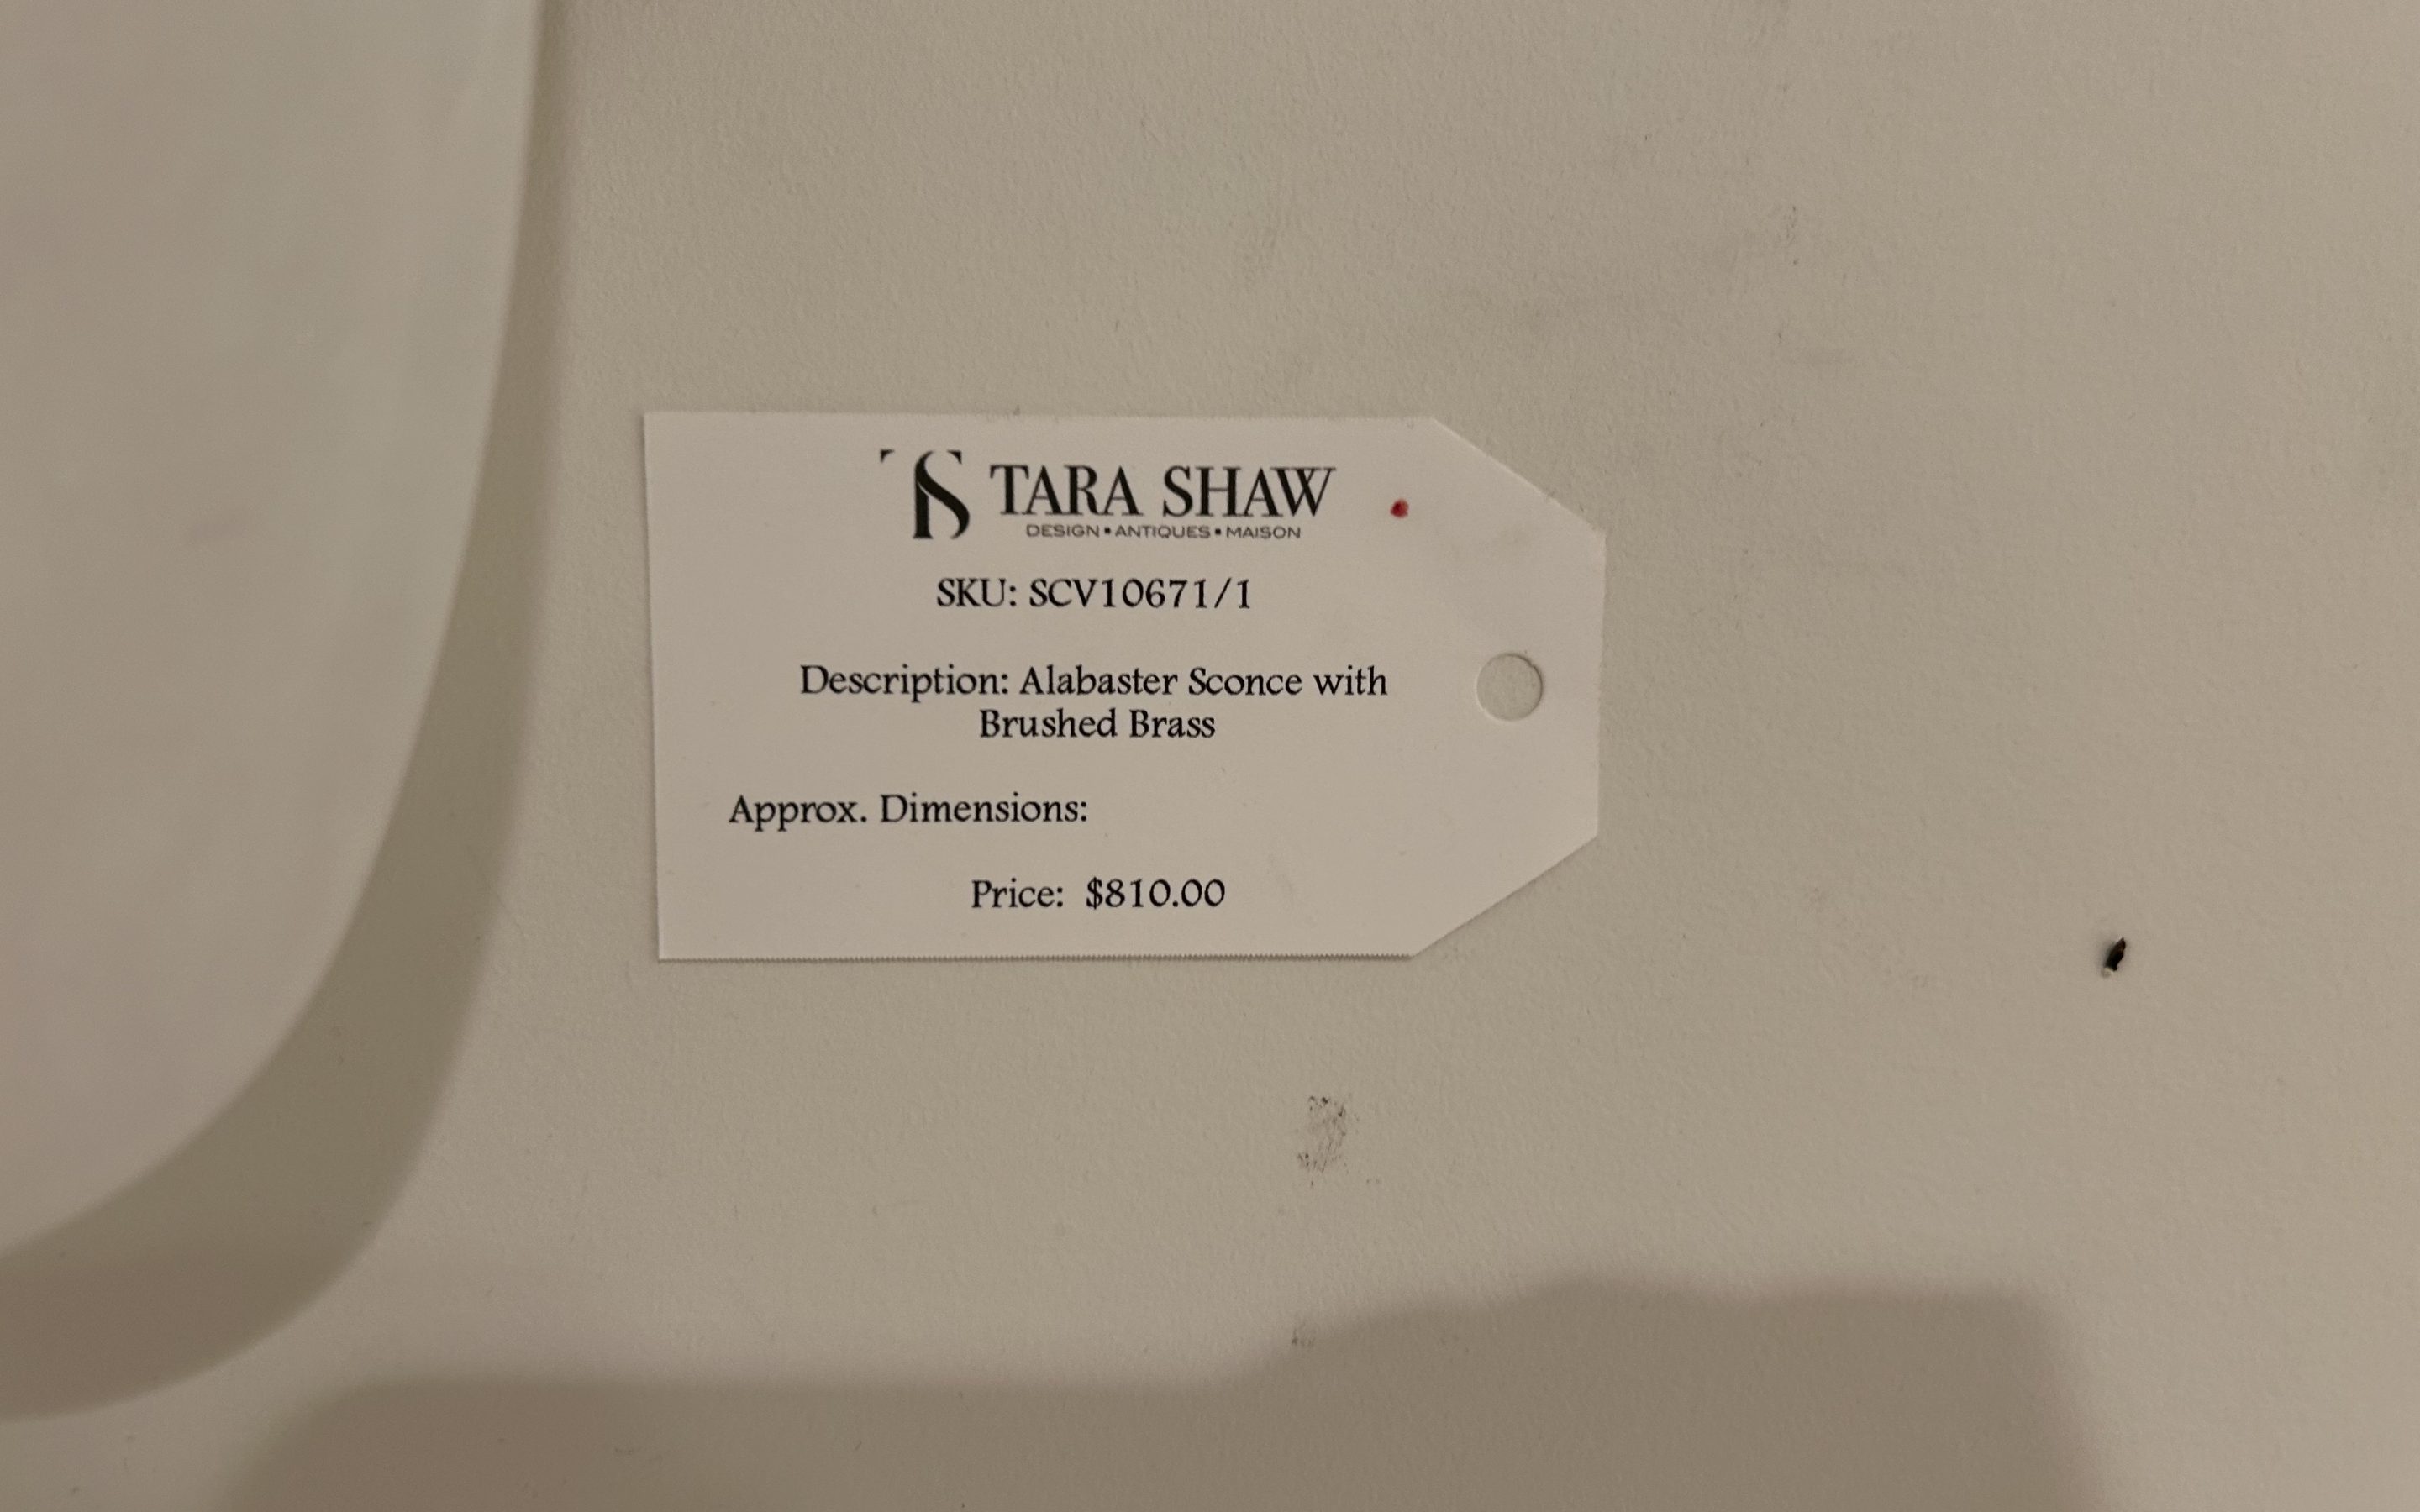 TS TARA SHAW
DESIGN • ANTIQUES • MAISON
SKU: SCV10671/1
Description: Alabaster Sconce with
Brushed Brass
Approx. Dimensions:
Price: $810.00